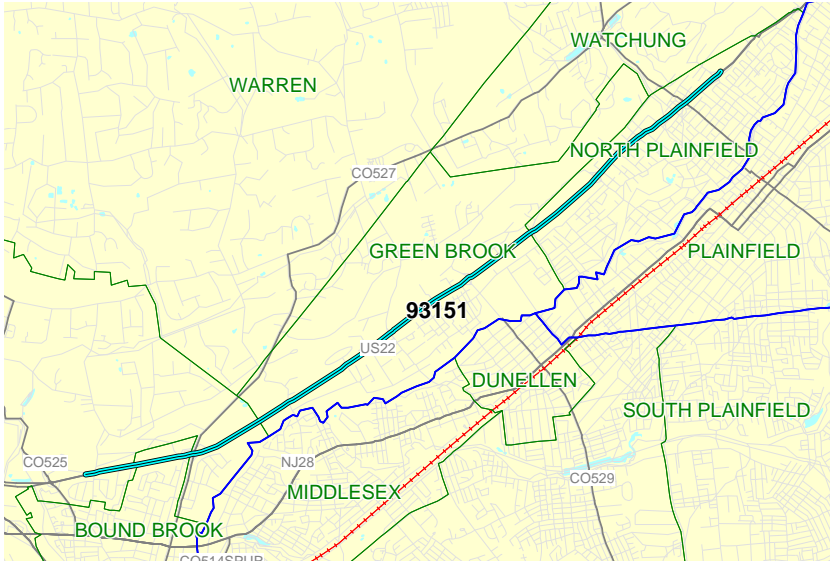 WATCHUNG
WARREN
NORTH PLAINFIELD
CO527
GREEN BROOK
PLAINFIELD
93151
US22
DUNELLEN
SOUTH PLAINFIELD
CO525
NJ28
CO529
MIDDLESEX
BOUND BROOK
CO514SPUR